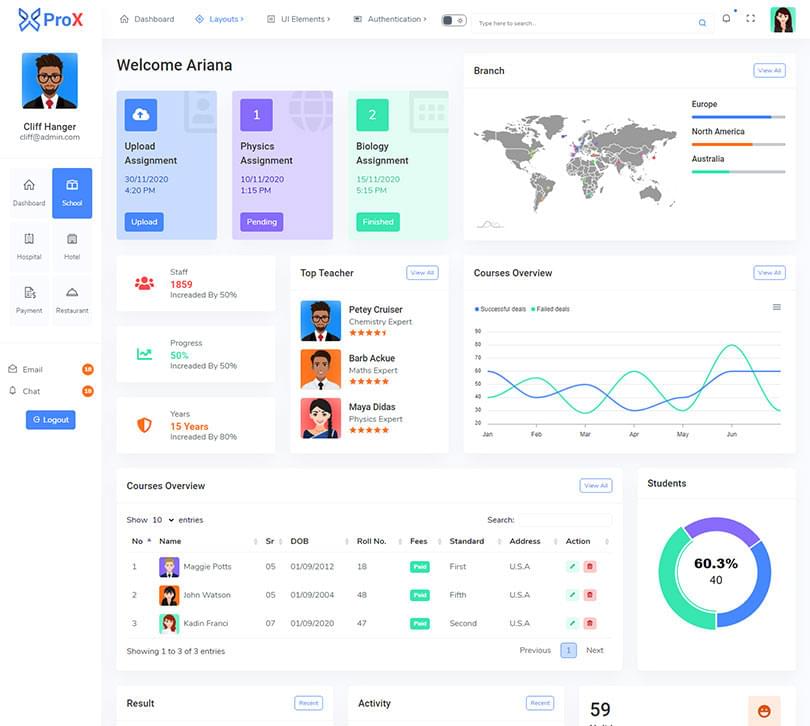 ProX
Dashboard Layouts > UI Elements > Authentication > Type here to search..
Cliff Hanger
cliff@admin.com
Dashboard School
Hospital Hotel
Payment Restaurant
Email 10
Chat 10
Logout
Welcome Ariana
Upload
Assignment
30/11/2020
4:20 PM
Upload
1
Physics
Assignment
10/11/2020
1:15 PM
Pending
2
Biology
Assignment
15/11/2020
5:15 PM
Finished
Branch View All
Europe
North America
Australia
Staff
1859
Increaded By 50%
Progress
50%
Increaded By 50%
Years
15 Years
Increaded By 80%
Top Teacher View All
Petey Cruiser
Chemistry Expert
Barb Ackue
Maths Expert
Maya Didas
Physics Expert
Courses Overview View All
Successful deals Failed deals
90
80
70
60
50
40
30
20
Jan Feb Mar Apr May Jun
Courses Overview View All
Show 10 entries Search:
No Name Sr DOB Roll No. Fees Standard Address Action
1 Maggie Potts 05 01/09/2012 18 Paid First U.S.A
2 John Watson 05 01/09/2004 48 Paid Fifth U.S.A
3 Kadin Franci 07 01/09/2020 47 Paid Second U.S.A
Showing 1 to 3 of 3 entries Previous 1 Next
Students
60.3%
40
Result Recent
Activity Recent
59